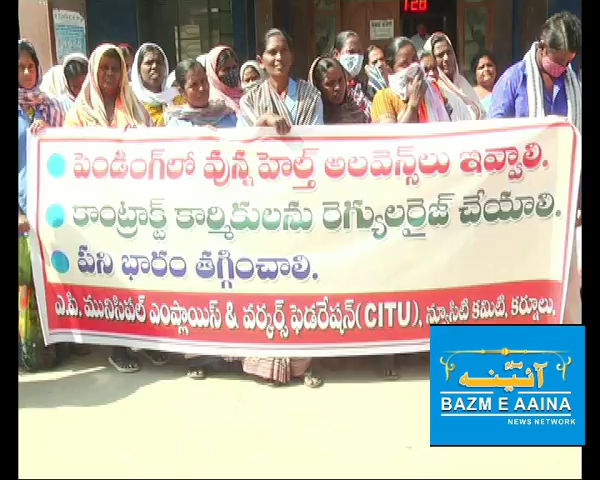 128
పెండింగ్‌లో వున్న హెల్త్ అలవెన్స్‌లు ఇవ్వాలి.
కాంట్రాక్ట్ కార్మికులను రెగ్యులరైజ్ చేయాలి.
పని భారం తగ్గించాలి.
ఎ.పి. మునిసిపల్ ఎంప్లాయిస్ & వర్కర్స్ ఫెడరేషన్(CITU), న్యూసిటీ కమిటి, కర్నూలు.
آئینہ
BAZM E AAINA
NEWS NETWORK